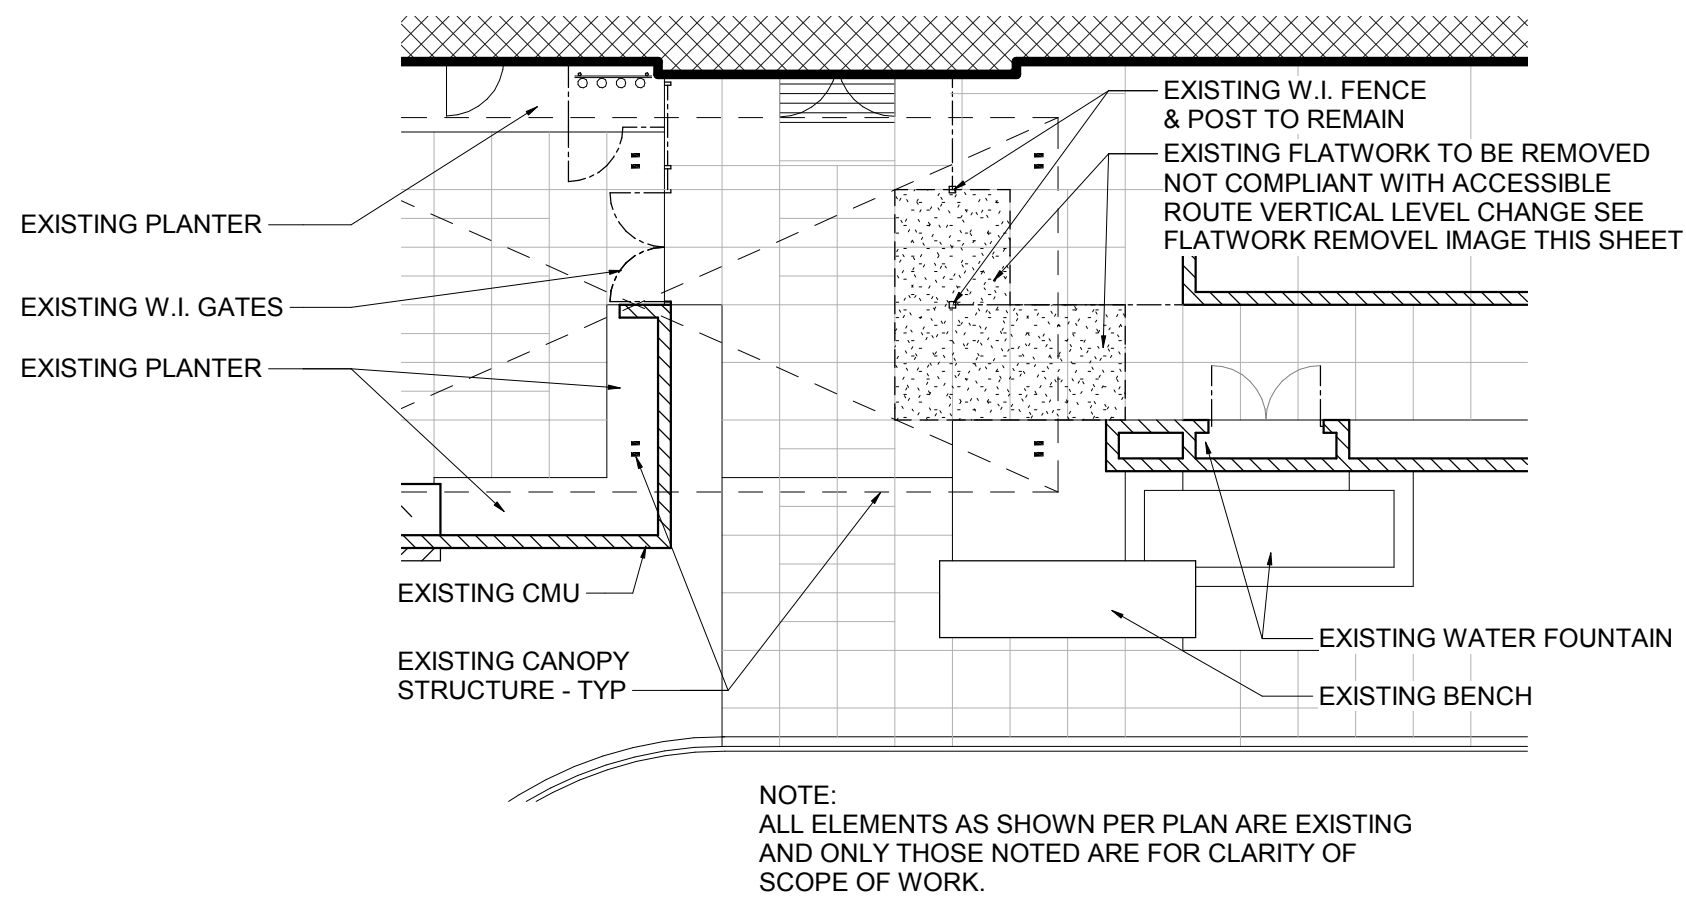 EXISTING W.I. FENCE
& POST TO REMAIN
EXISTING FLATWORK TO BE REMOVED
NOT COMPLIANT WITH ACCESSIBLE
ROUTE VERTICAL LEVEL CHANGE SEE
FLATWORK REMOVEL IMAGE THIS SHEET
EXISTING PLANTER
EXISTING W.I. GATES
EXISTING PLANTER
EXISTING CMU
EXISTING CANOPY
STRUCTURE - TYP
EXISTING WATER FOUNTAIN
EXISTING BENCH
NOTE:
ALL ELEMENTS AS SHOWN PER PLAN ARE EXISTING
AND ONLY THOSE NOTED ARE FOR CLARITY OF
SCOPE OF WORK.